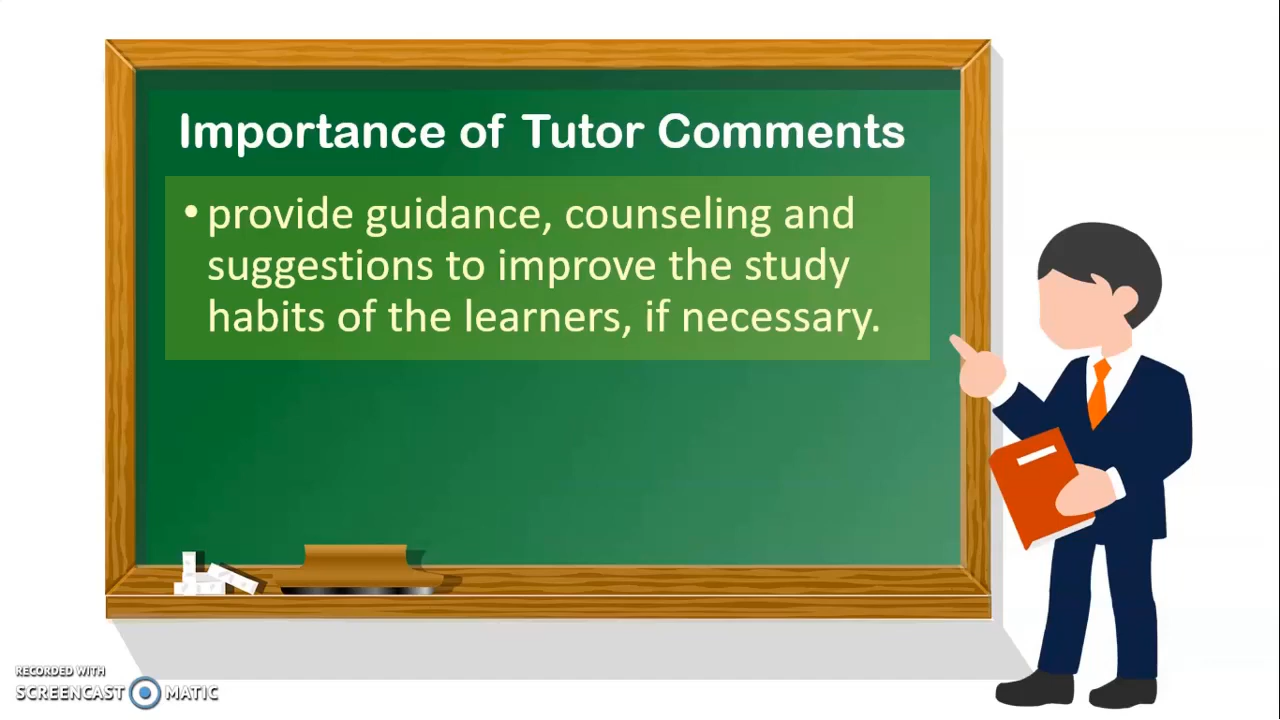 Importance of Tutor Comments
• provide guidance, counseling and
suggestions to improve the study
habits of the learners, if necessary.
RECORDED WITH
SCREENCAST MATIC